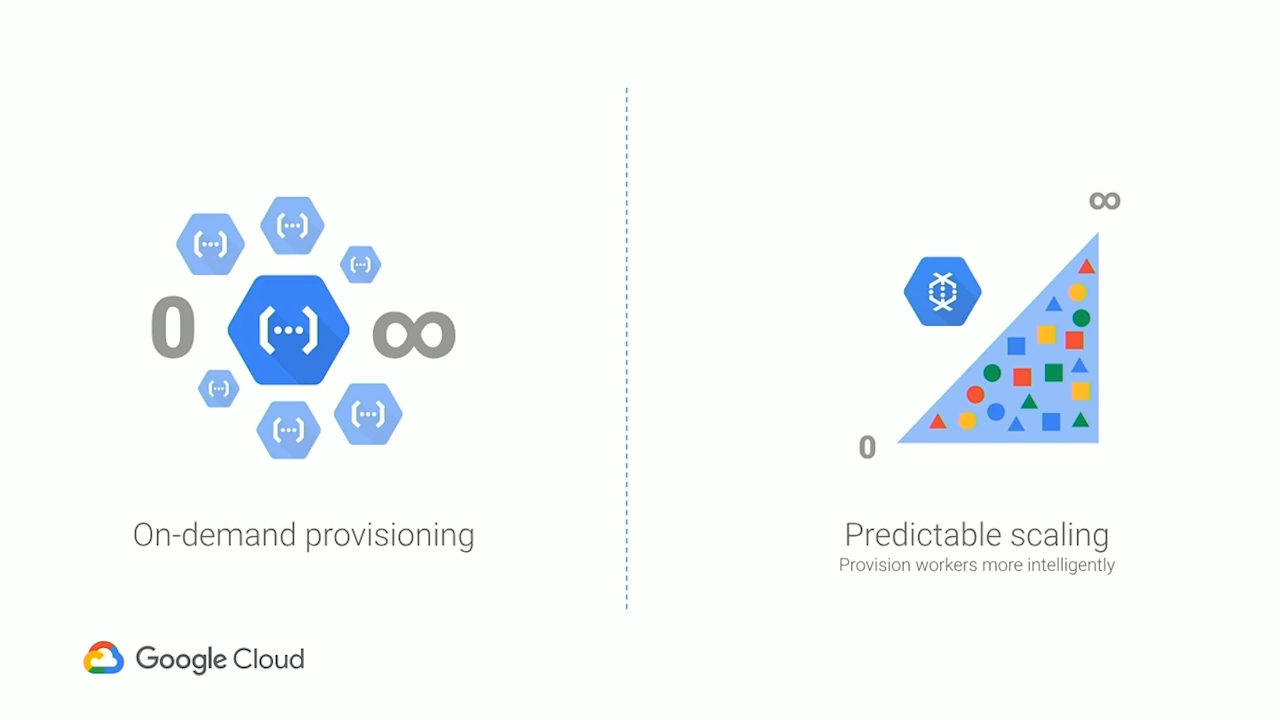 0
∞
On-demand provisioning
∞
0
Predictable scaling
Provision workers more intelligently
Google Cloud